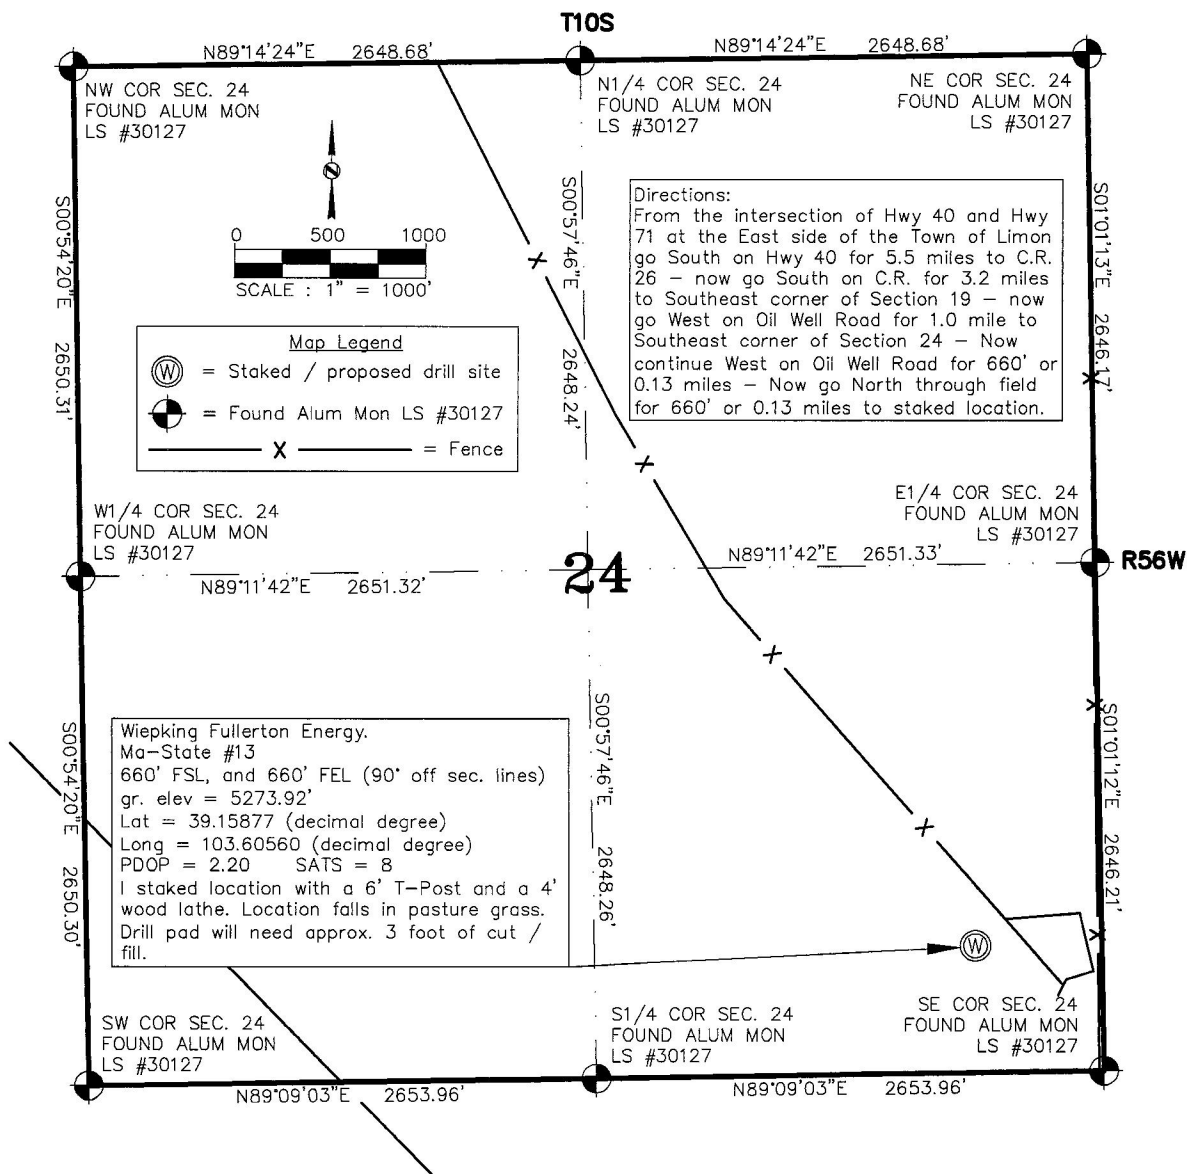 T10S
N89°14'24"E 2648.68'
N89°14'24"E 2648.68'
NW COR SEC. 24
FOUND ALUM MON
LS #30127
N1/4 COR SEC. 24
FOUND ALUM MON
LS #30127
NE COR SEC. 24
FOUND ALUM MON
LS #30127
N
0 500 1000
SCALE : 1" = 1000'
S00°54'20"E 2650.31'
S00°57'46"E 2648.24'
S01°01'13"E 2646.17'
Directions:
From the intersection of Hwy 40 and Hwy
71 at the East side of the Town of Limon
go South on Hwy 40 for 5.5 miles to C.R.
26 – now go South on C.R. for 3.2 miles
to Southeast corner of Section 19 – now
go West on Oil Well Road for 1.0 mile to
Southeast corner of Section 24 – Now
continue West on Oil Well Road for 660' or
0.13 miles – Now go North through field
for 660' or 0.13 miles to staked location.
Map Legend
W = Staked / proposed drill site
= Found Alum Mon LS #30127
X = Fence
W1/4 COR SEC. 24
FOUND ALUM MON
LS #30127
E1/4 COR SEC. 24
FOUND ALUM MON
LS #30127
R56W
N89°11'42"E 2651.32'
24
N89°11'42"E 2651.33'
S00°54'20"E 2650.30'
S00°57'46"E 2648.26'
S01°01'12"E 2646.21'
Wiepking Fullerton Energy.
Ma–State #13
660' FSL, and 660' FEL (90° off sec. lines)
gr. elev = 5273.92'
Lat = 39.15877 (decimal degree)
Long = 103.60560 (decimal degree)
PDOP = 2.20 SATS = 8
I staked location with a 6' T–Post and a 4'
wood lathe. Location falls in pasture grass.
Drill pad will need approx. 3 foot of cut /
fill.
W
SW COR SEC. 24
FOUND ALUM MON
LS #30127
S1/4 COR SEC. 24
FOUND ALUM MON
LS #30127
SE COR SEC. 24
FOUND ALUM MON
LS #30127
N89°09'03"E 2653.96'
N89°09'03"E 2653.96'